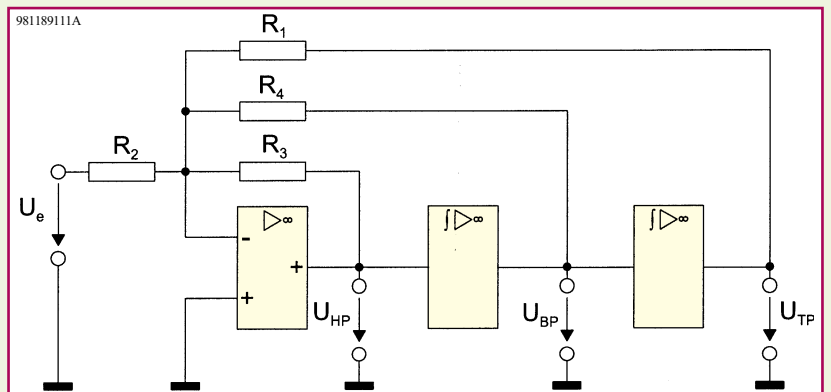 981189111A
R1
R4
R2
R3
Ue
▷∞
∫▷∞
∫▷∞
-
+
+
UHP
UBP
UTP